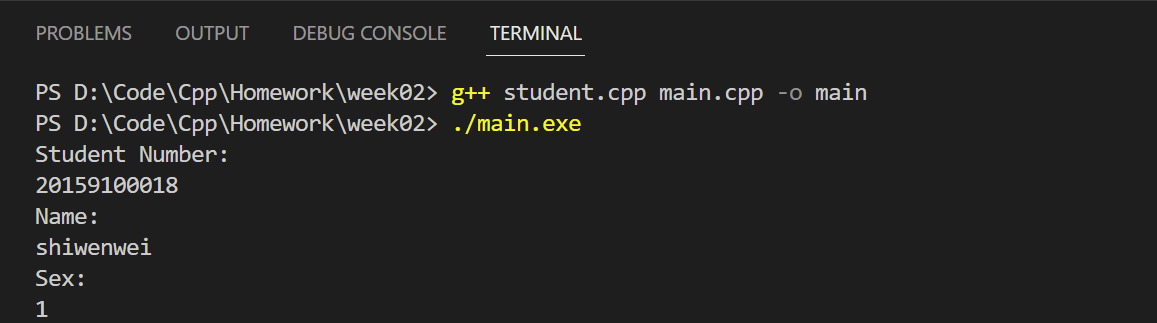 PROBLEMS OUTPUT DEBUG CONSOLE TERMINAL
PS D:\Code\Cpp\Homework\week02> g++ student.cpp main.cpp -o main
PS D:\Code\Cpp\Homework\week02> ./main.exe
Student Number:
20159100018
Name:
shiwenwei
Sex:
1